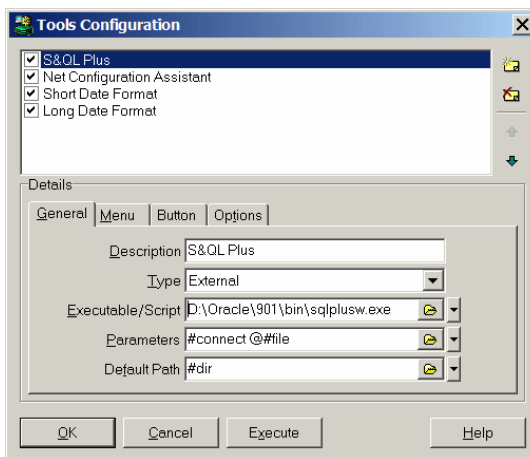 Tools Configuration
S&QL Plus
Net Configuration Assistant
Short Date Format
Long Date Format
Details
General Menu Button Options
Description S&QL Plus
Type External
Executable/Script D:\Oracle\901\bin\sqlplusw.exe
Parameters #connect @#file
Default Path #dir
OK Cancel Execute Help